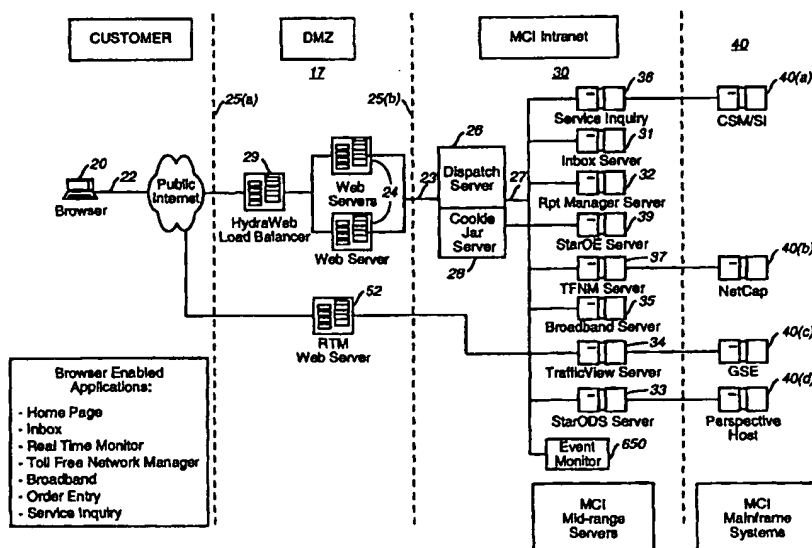 CUSTOMER
DMZ
MCI Intranet
40
17
30
25(a)
25(b)
38
40(a)
Service Inquiry
CSM/SI
26
31
Inbox Server
20
22
Public
Internet
29
24
23
Dispatch
Server
27
32
Rpt Manager Server
Browser
HydraWeb
Load Balancer
Web
Servers
Web Server
Cookie
Jar Server
28
39
StarOE Server
37
40(b)
TFNM Server
NetCap
52
35
Broadband Server
RTM
Web Server
34
40(c)
TrafficView Server
GSE
33
40(d)
StarODS Server
Perspective
Host
Event
Monitor
650
Browser Enabled
Applications:
- Home Page
- Inbox
- Real Time Monitor
- Toll Free Network Manager
- Broadband
- Order Entry
- Service Inquiry
MCI
Mid-range
Servers
MCI
Mainframe
Systems